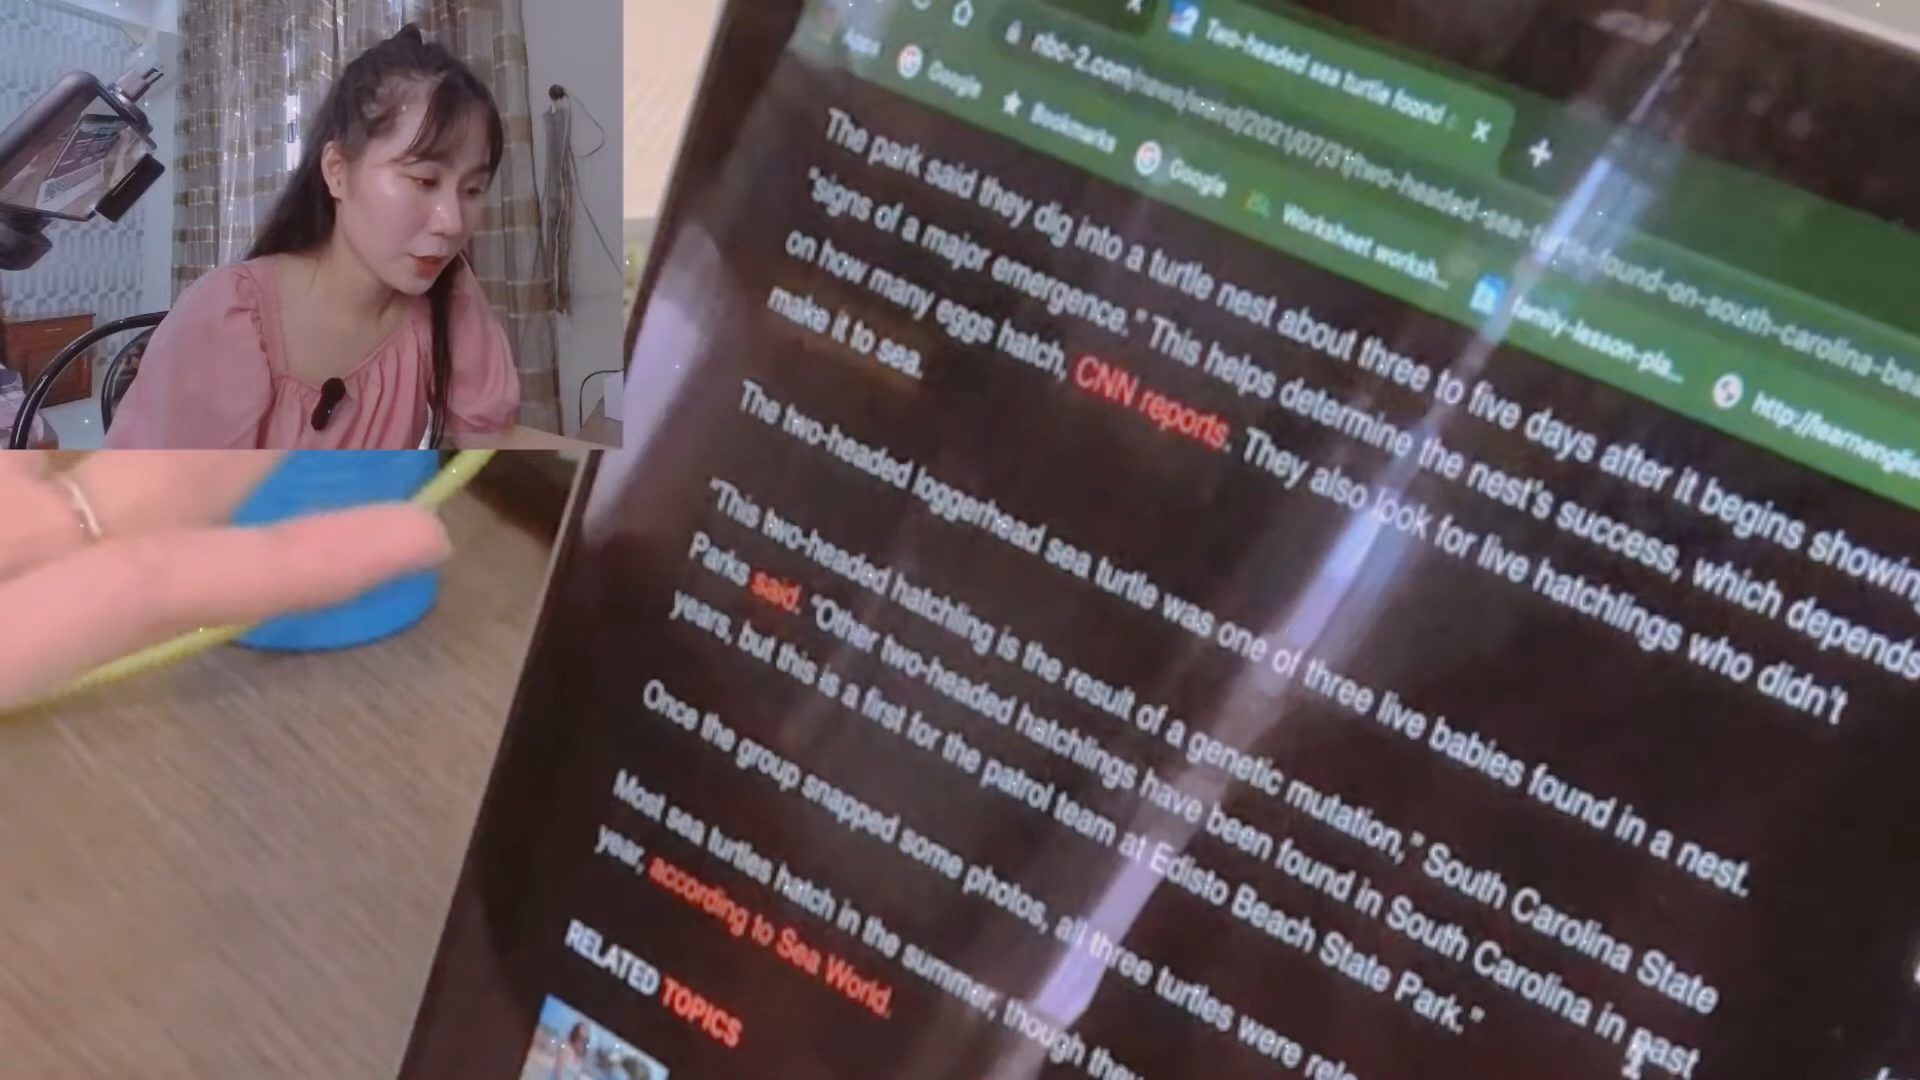 Two-headed sea turtle found
nbc-2.com/news/weird/2021/07/31/two-headed-sea-turtle-found-on-south-carolina-bea
Apps Google Bookmarks Google Worksheet worksh... family-lesson-pla... http://learnenglis
The park said they dig into a turtle nest about three to five days after it begins showing
"signs of a major emergence." This helps determine the nest's success, which depends
on how many eggs hatch, CNN reports. They also look for live hatchlings who didn't
make it to sea.
The two-headed loggerhead sea turtle was one of three live babies found in a nest.
"This two-headed hatchling is the result of a genetic mutation," South Carolina State
Parks said. "Other two-headed hatchlings have been found in South Carolina in past
years, but this is a first for the patrol team at Edisto Beach State Park."
Once the group snapped some photos, all three turtles were rele
Most sea turtles hatch in the summer, though they
year, according to Sea World.
RELATED TOPICS